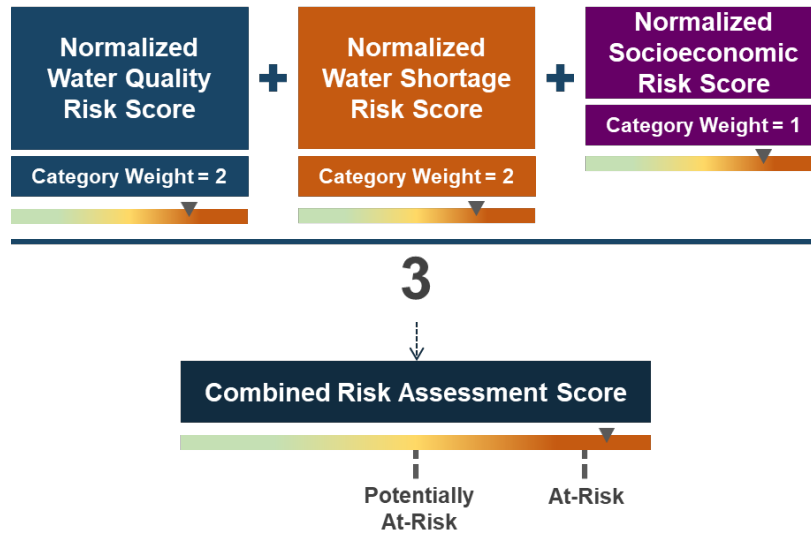 Normalized
Water Quality
Risk Score
+
Normalized
Water Shortage
Risk Score
+
Normalized
Socioeconomic
Risk Score
Category Weight = 2
Category Weight = 2
Category Weight = 1
3
Combined Risk Assessment Score
Potentially
At-Risk
At-Risk